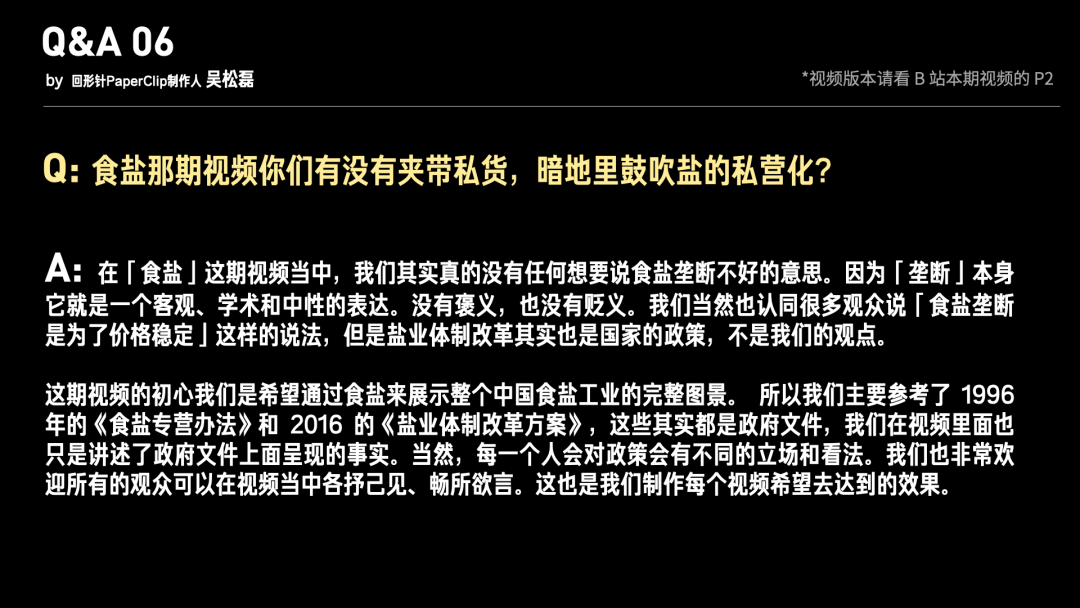 Q&A 06
by 回形针PaperClip制作人 吴松磊
*视频版本请看 B 站本期视频的 P2
Q: 食盐那期视频你们有没有夹带私货，暗地里鼓吹盐的私营化？
A: 在「食盐」这期视频当中，我们其实真的没有任何想要说食盐垄断不好的意思。因为「垄断」本身
它就是一个客观、学术和中性的表达。没有褒义，也没有贬义。我们当然也认同很多观众说「食盐垄断
是为了价格稳定」这样的说法，但是盐业体制改革其实也是国家的政策，不是我们的观点。
这期视频的初心我们是希望通过食盐来展示整个中国食盐工业的完整图景。 所以我们主要参考了 1996
年的《食盐专营办法》和 2016 的《盐业体制改革方案》，这些其实都是政府文件，我们在视频里面也
只是讲述了政府文件上面呈现的事实。当然，每一个人会对政策会有不同的立场和看法。我们也非常欢
迎所有的观众可以在视频当中各抒己见、畅所欲言。这也是我们制作每个视频希望去达到的效果。